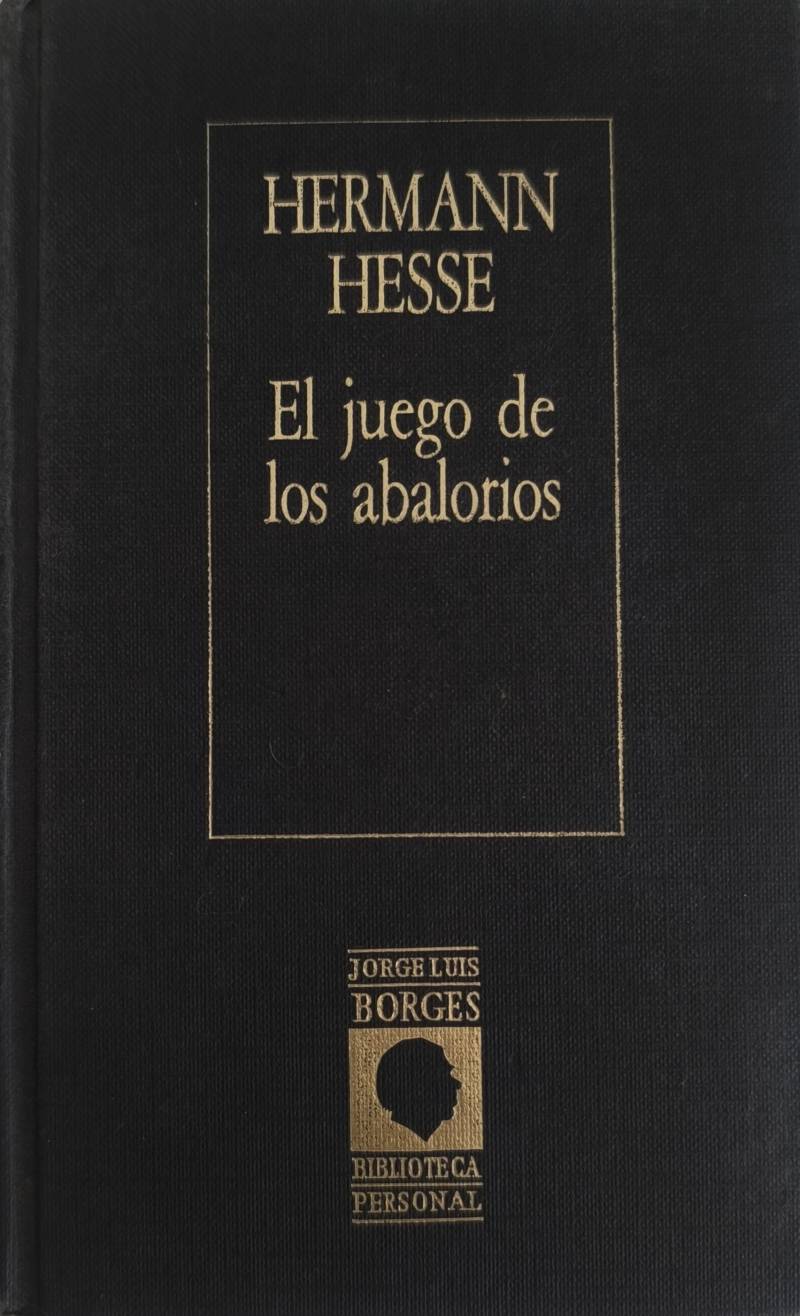 HERMANN
HESSE
El juego de
los abalorios
JORGE LUIS
BORGES
BIBLIOTECA
PERSONAL